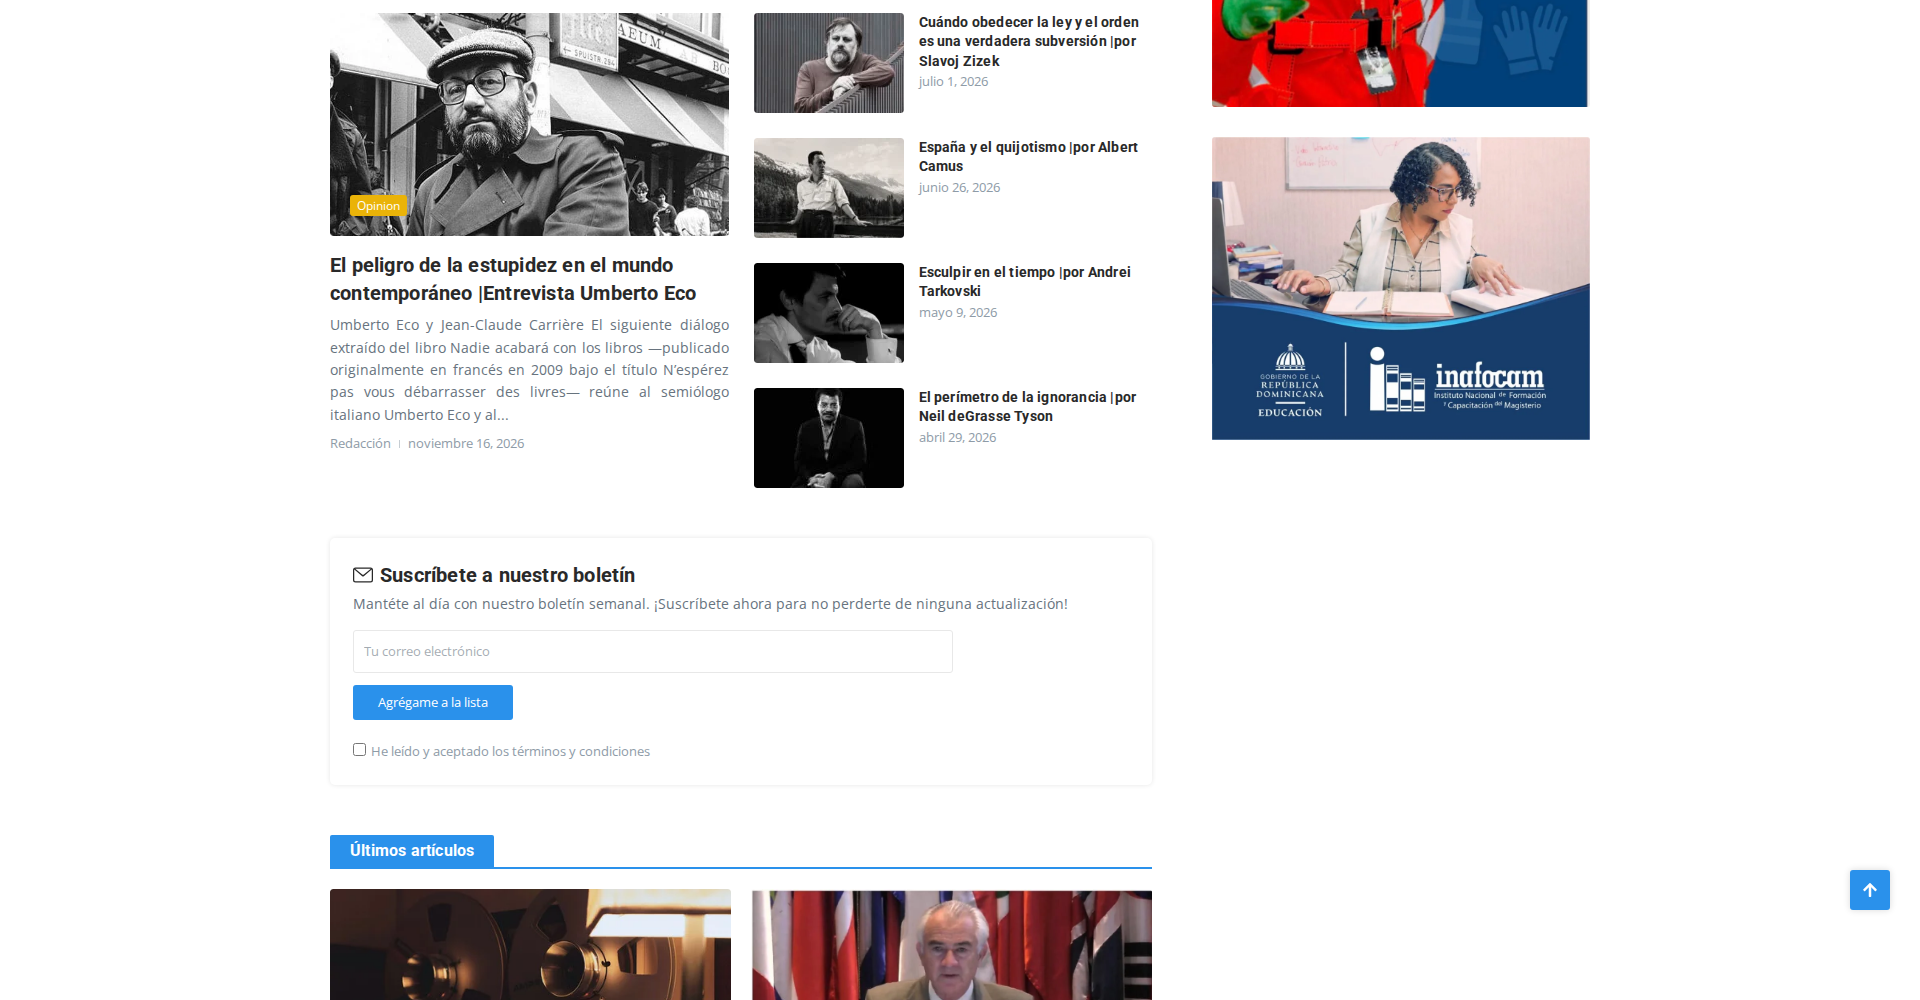 AEUM
SPUISTR 294
Opinion
El peligro de la estupidez en el mundo
contemporáneo |Entrevista Umberto Eco
Umberto Eco y Jean-Claude Carrière El siguiente diálogo
extraído del libro Nadie acabará con los libros —publicado
originalmente en francés en 2009 bajo el título N’espérez
pas vous débarrasser des livres— reúne al semiólogo
italiano Umberto Eco y al...
Redacción
noviembre 16, 2026
Cuándo obedecer la ley y el orden
es una verdadera subversión |por
Slavoj Zizek
julio 1, 2026
España y el quijotismo |por Albert
Camus
junio 26, 2026
Esculpir en el tiempo |por Andrei
Tarkovski
mayo 9, 2026
El perímetro de la ignorancia |por
Neil deGrasse Tyson
abril 29, 2026
GOBIERNO DE LA
REPÚBLICA
DOMINICANA
EDUCACIÓN
inafocam
Instituto Nacional de Formación
y Capacitación del Magisterio
Suscríbete a nuestro boletín
Mantéte al día con nuestro boletín semanal. ¡Suscríbete ahora para no perderte de ninguna actualización!
Tu correo electrónico
Agrégame a la lista
He leído y aceptado los términos y condiciones
Últimos artículos